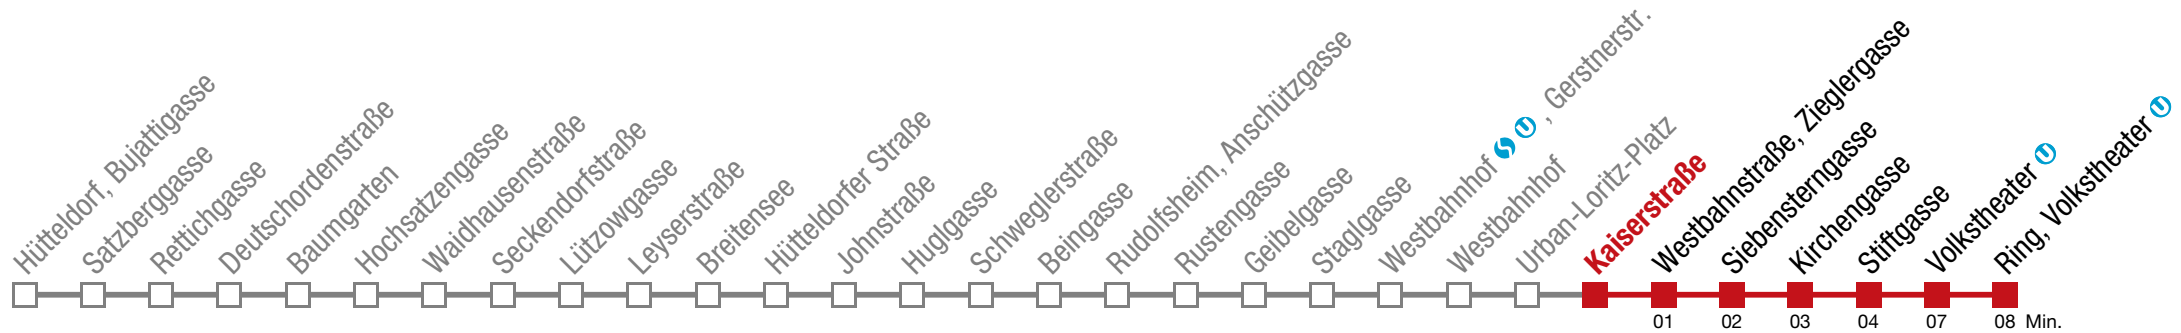 Hütteldorf, Bujattigasse
Satzberggasse
Rettichgasse
Deutschordenstraße
Baumgarten
Hochsatzengasse
Waidhausenstraße
Seckendorfstraße
Lützowgasse
Leyserstraße
Breitensee
Hütteldorfer Straße
Johnstraße
Huglgasse
Schweglerstraße
Beingasse
Rudolfsheim, Anschützgasse
Rustengasse
Geibelgasse
Staglgasse
Westbahnhof S U , Gerstnerstr.
Westbahnhof
Urban-Loritz-Platz
Kaiserstraße
Westbahnstraße, Zieglergasse
Siebensterngasse
Kirchengasse
Stiftgasse
Volkstheater U
Ring, Volkstheater U
01 02 03 04 07 08 Min.